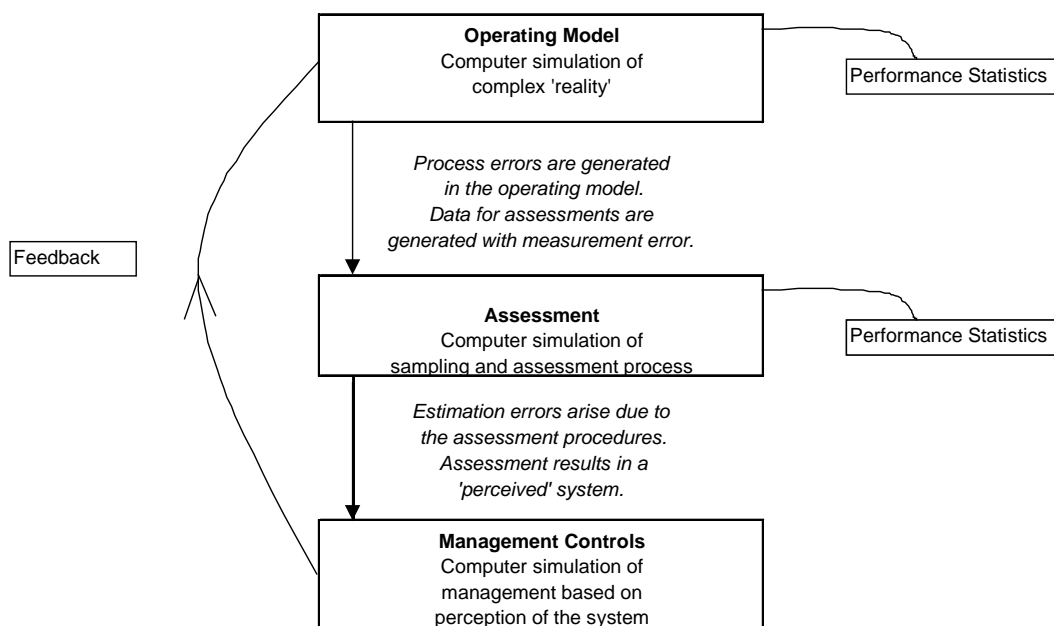 Operating Model
Computer simulation of
complex 'reality'
Performance Statistics
Process errors are generated
in the operating model.
Data for assessments are
generated with measurement error.
Feedback
Assessment
Computer simulation of
sampling and assessment process
Performance Statistics
Estimation errors arise due to
the assessment procedures.
Assessment results in a
'perceived' system.
Management Controls
Computer simulation of
management based on
perception of the system